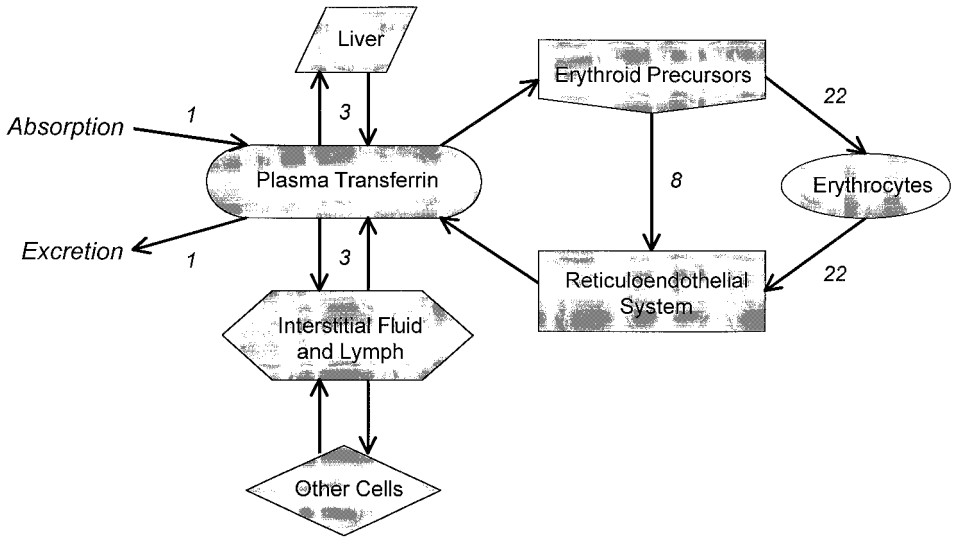 Liver
Erythroid Precursors
1
3
22
Absorption
Plasma Transferrin
8
Erythrocytes
Excretion
1
3
Reticuloendothelial
System
22
Interstitial Fluid
and Lymph
Other Cells